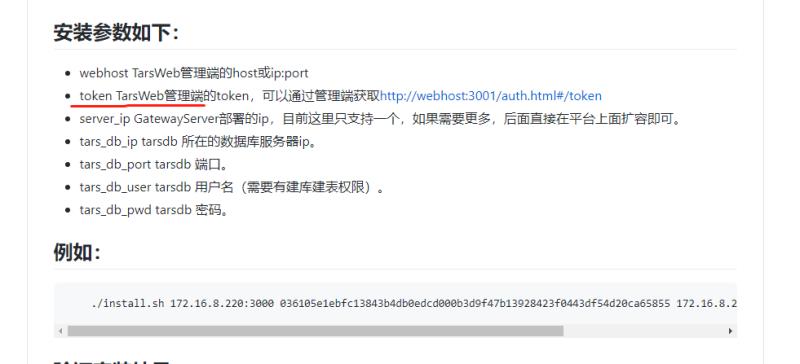 安装参数如下：
webhost TarsWeb管理端的host或ip:port
token TarsWeb管理端的token，可以通过管理端获取http://webhost:3001/auth.html#/token
server_ip GatewayServer部署的ip，目前这里只支持一个，如果需要更多，后面直接在平台上面扩容即可。
tars_db_ip tarsdb 所在的数据库服务器ip。
tars_db_port tarsdb 端口。
tars_db_user tarsdb 用户名（需要有建库建表权限）。
tars_db_pwd tarsdb 密码。
例如：
./install.sh 172.16.8.220:3000 036105e1ebfc13843b4db0edcd000b3d9f47b13928423f0443df54d20ca65855 172.16.8.2